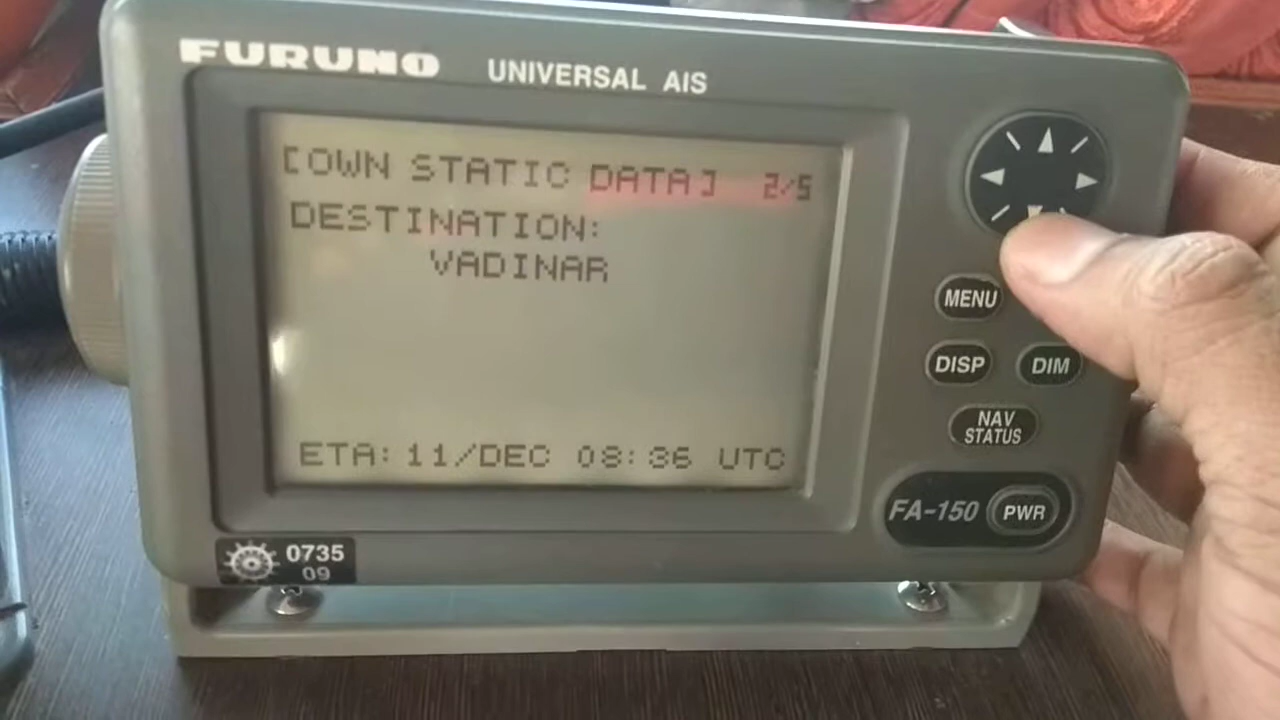 FURUNO UNIVERSAL AIS
[OWN STATIC DATA] 2/5
DESTINATION:
VADINAR
ETA: 11/DEC 08:36 UTC
MENU
DISP DIM
NAV
STATUS
FA-150 PWR
0735
09